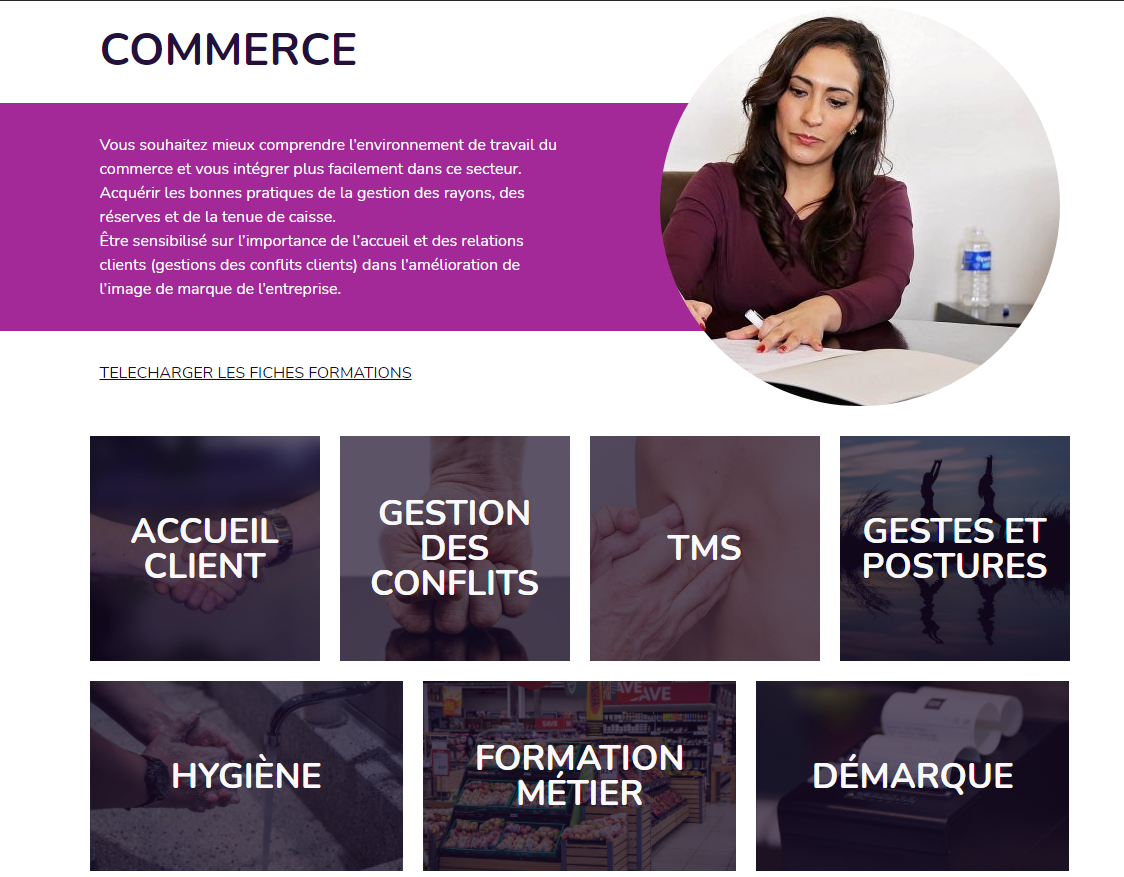 COMMERCE
Vous souhaitez mieux comprendre l'environnement de travail du
commerce et vous intégrer plus facilement dans ce secteur.
Acquérir les bonnes pratiques de la gestion des rayons, des
réserves et de la tenue de caisse.
Être sensibilisé sur l'importance de l'accueil et des relations
clients (gestions des conflits clients) dans l'amélioration de
l'image de marque de l'entreprise.
TELECHARGER LES FICHES FORMATIONS
ACCUEIL
CLIENT
GESTION
DES
CONFLITS
TMS
GESTES ET
POSTURES
HYGIÈNE
SAVE
SAVE
FORMATION
MÉTIER
DÉMARQUE